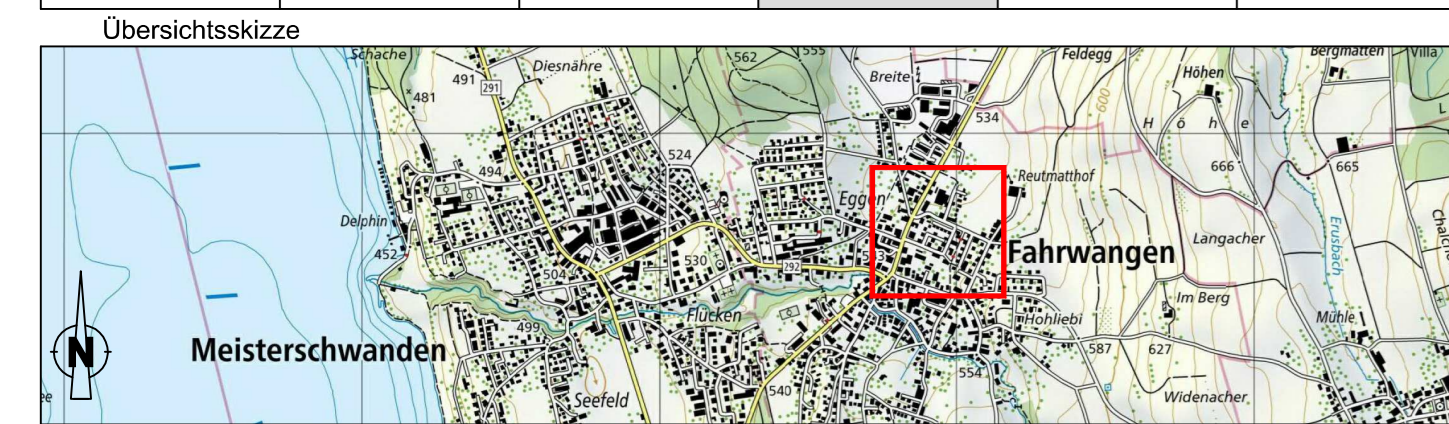 Übersichtsskizze
Schache
491
291
Diesnähre
562
555
Breite
Feldegg
Höhen
Bergmatten
Villa
481
534
600
Höhe
494
524
666
665
Reutmatthof
Eggen
Delphin
452
504
530
292
Fahrwangen
Langacher
Erusbach
Im Berg
Flücken
499
Hohliebi
Mühle
Meisterschwanden
N
587
627
554
540
Seefeld
Widenacher